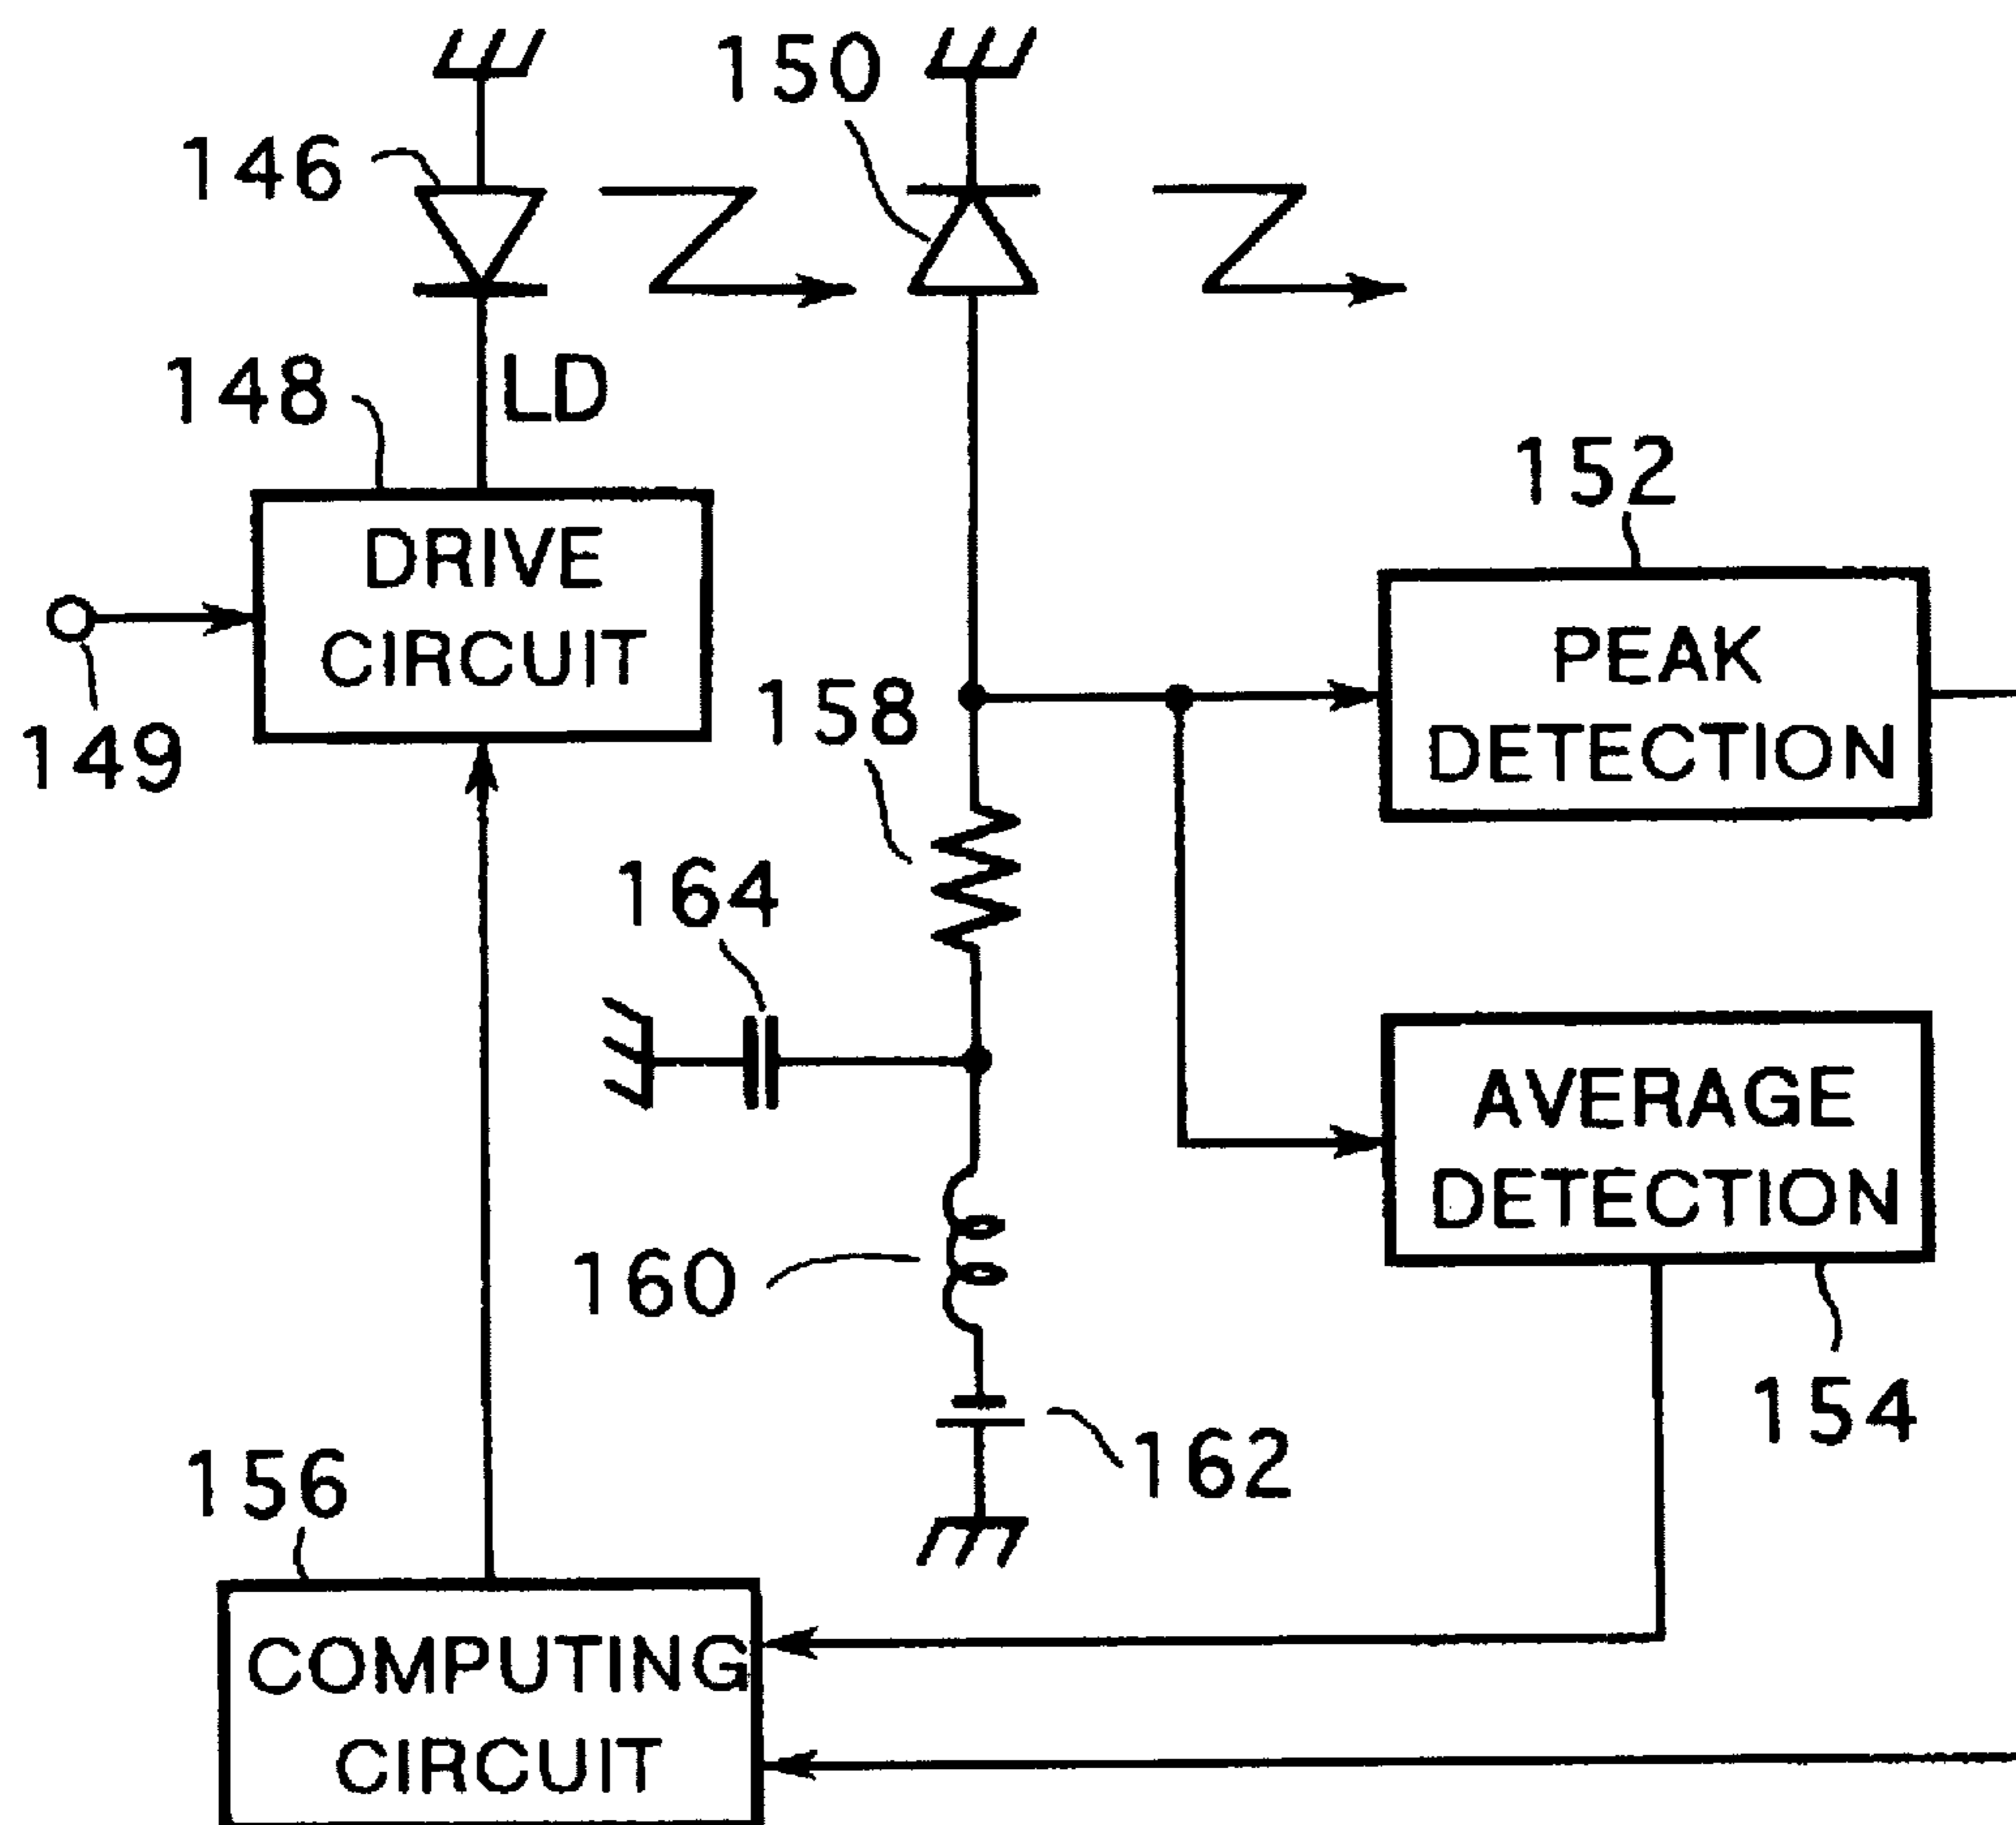 150
146
148
LD
152
DRIVE
CIRCUIT
149
158
PEAK
DETECTION
164
AVERAGE
DETECTION
160
154
162
156
COMPUTING
CIRCUIT